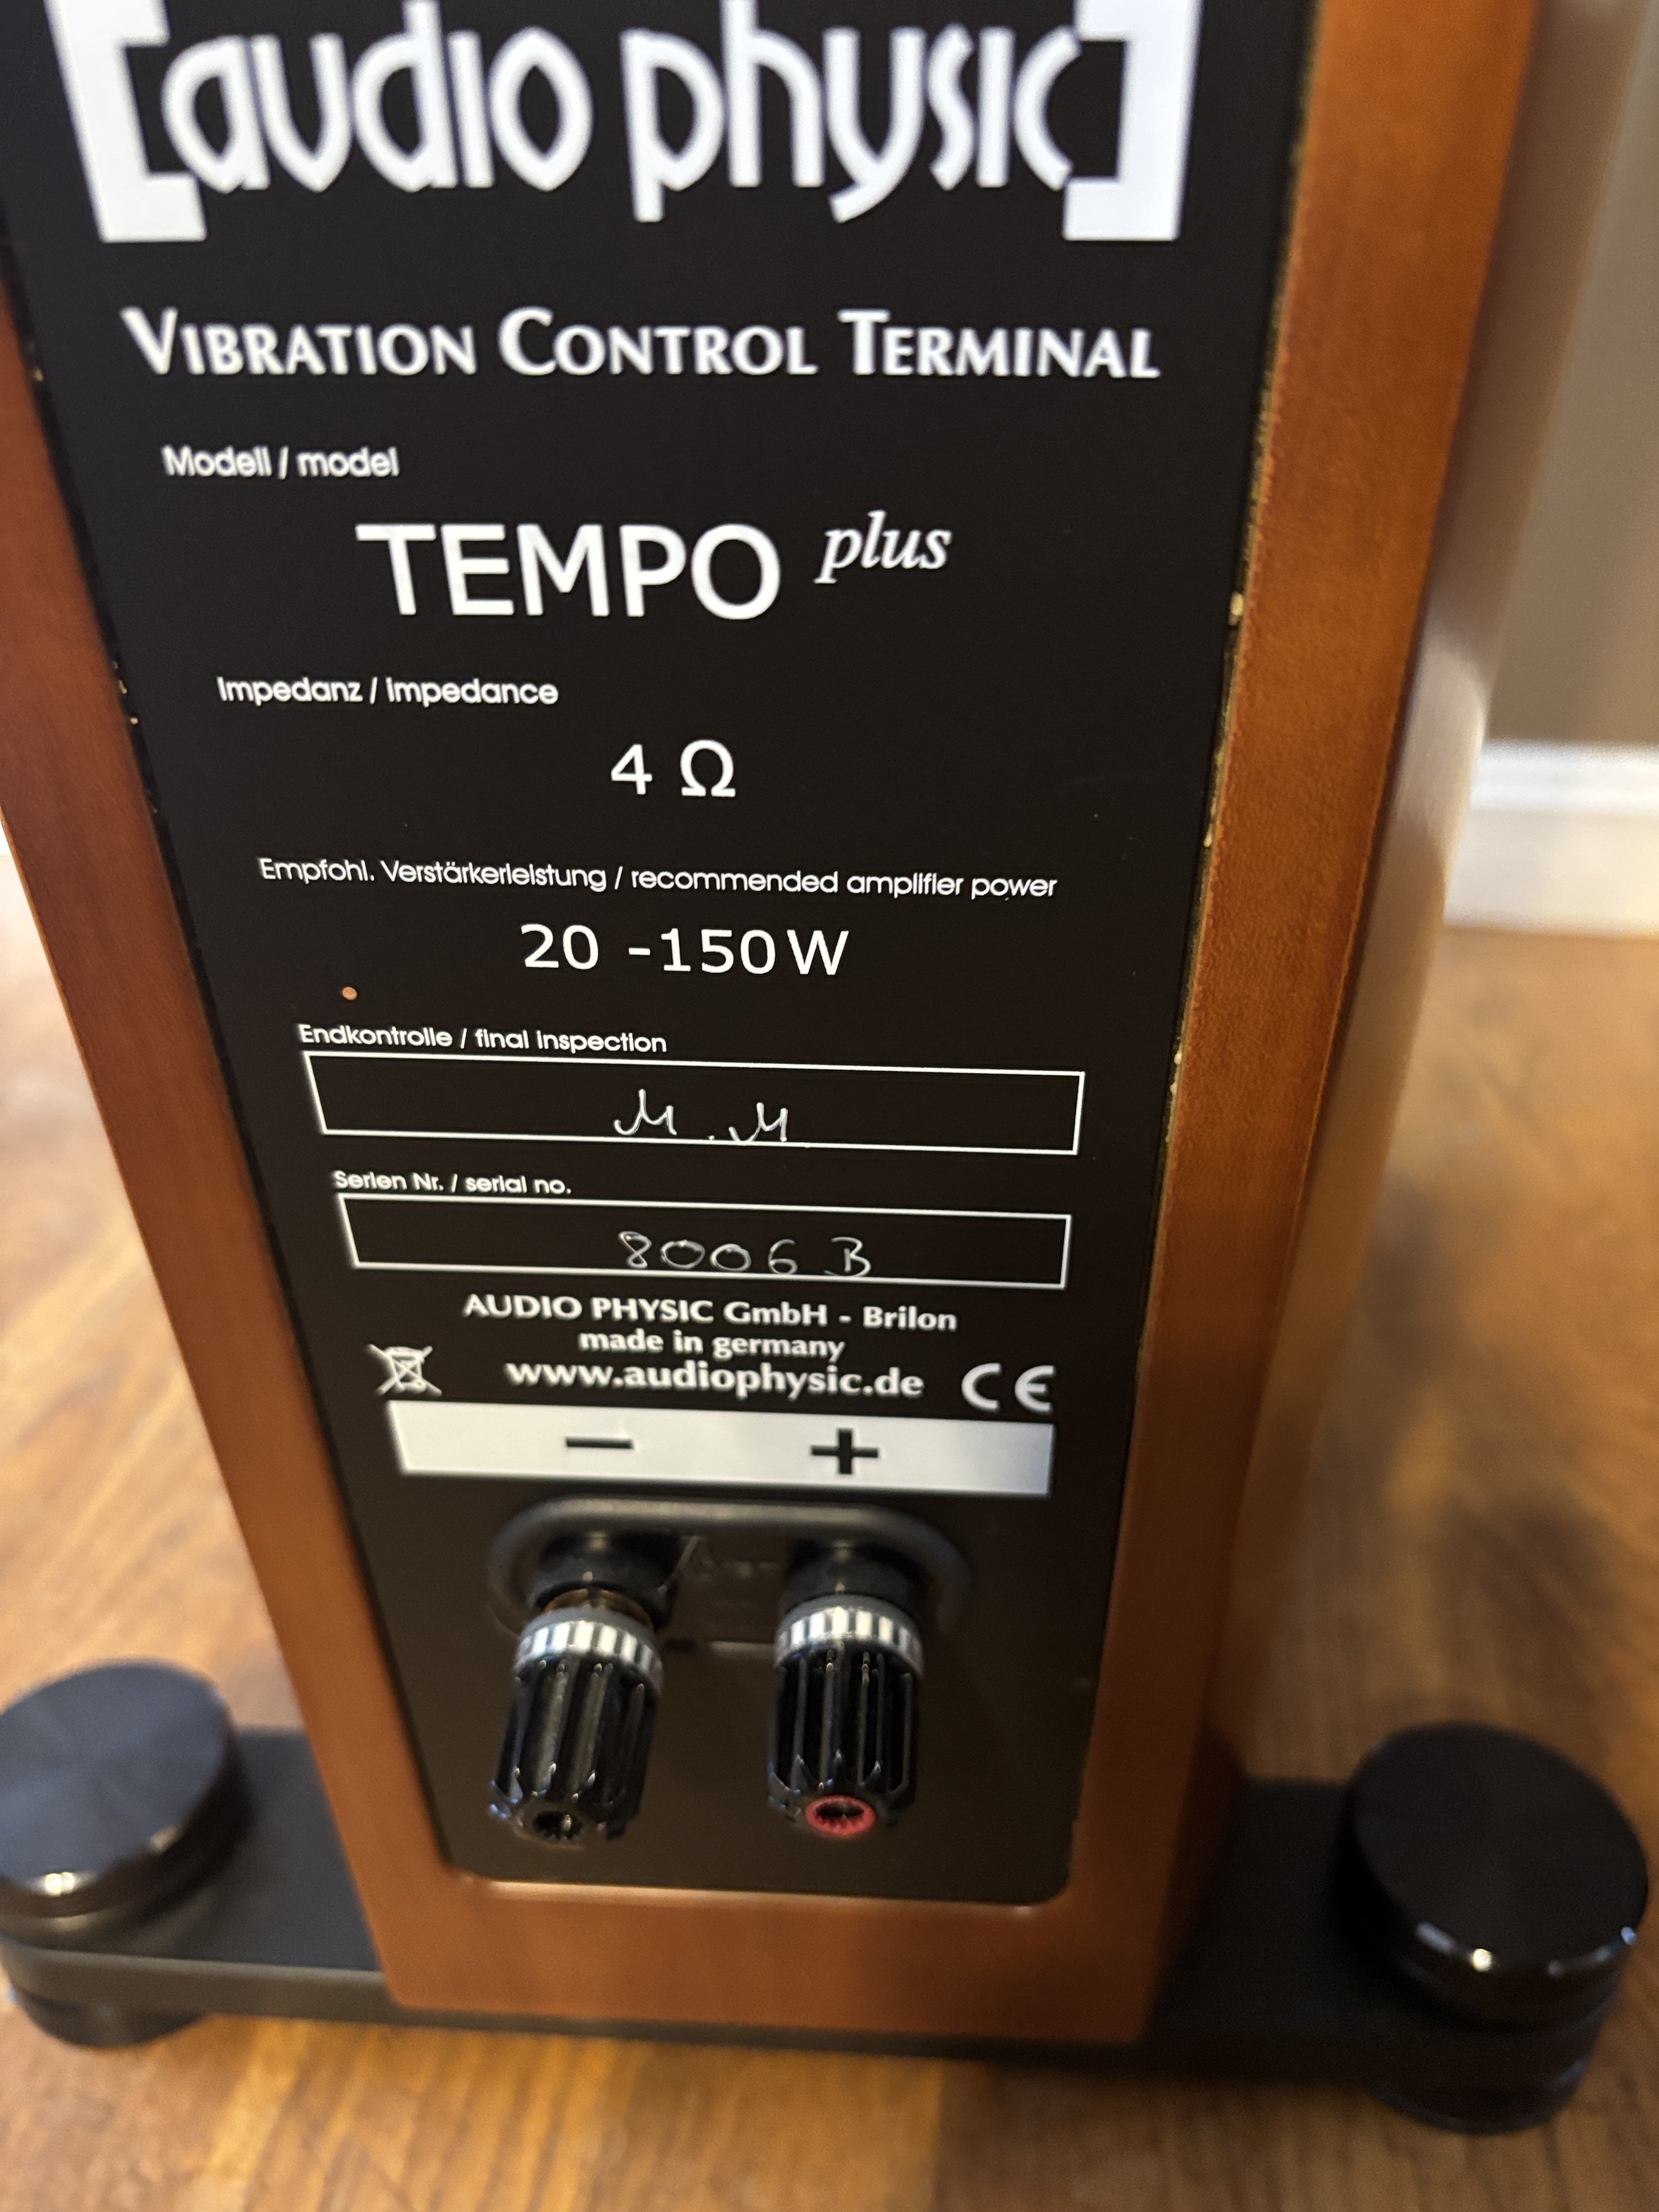 [audio physic]
VIBRATION CONTROL TERMINAL
Modell / model
TEMPO plus
Impedanz / impedance
4 Ω
Empfohl. Verstärkerleistung / recommended amplifier power
20 -150 W
Endkontrolle / final inspection
M.M
Serien Nr. / serial no.
8006 B
AUDIO PHYSIC GmbH - Brilon
made in germany
www.audiophysic.de CE
− +